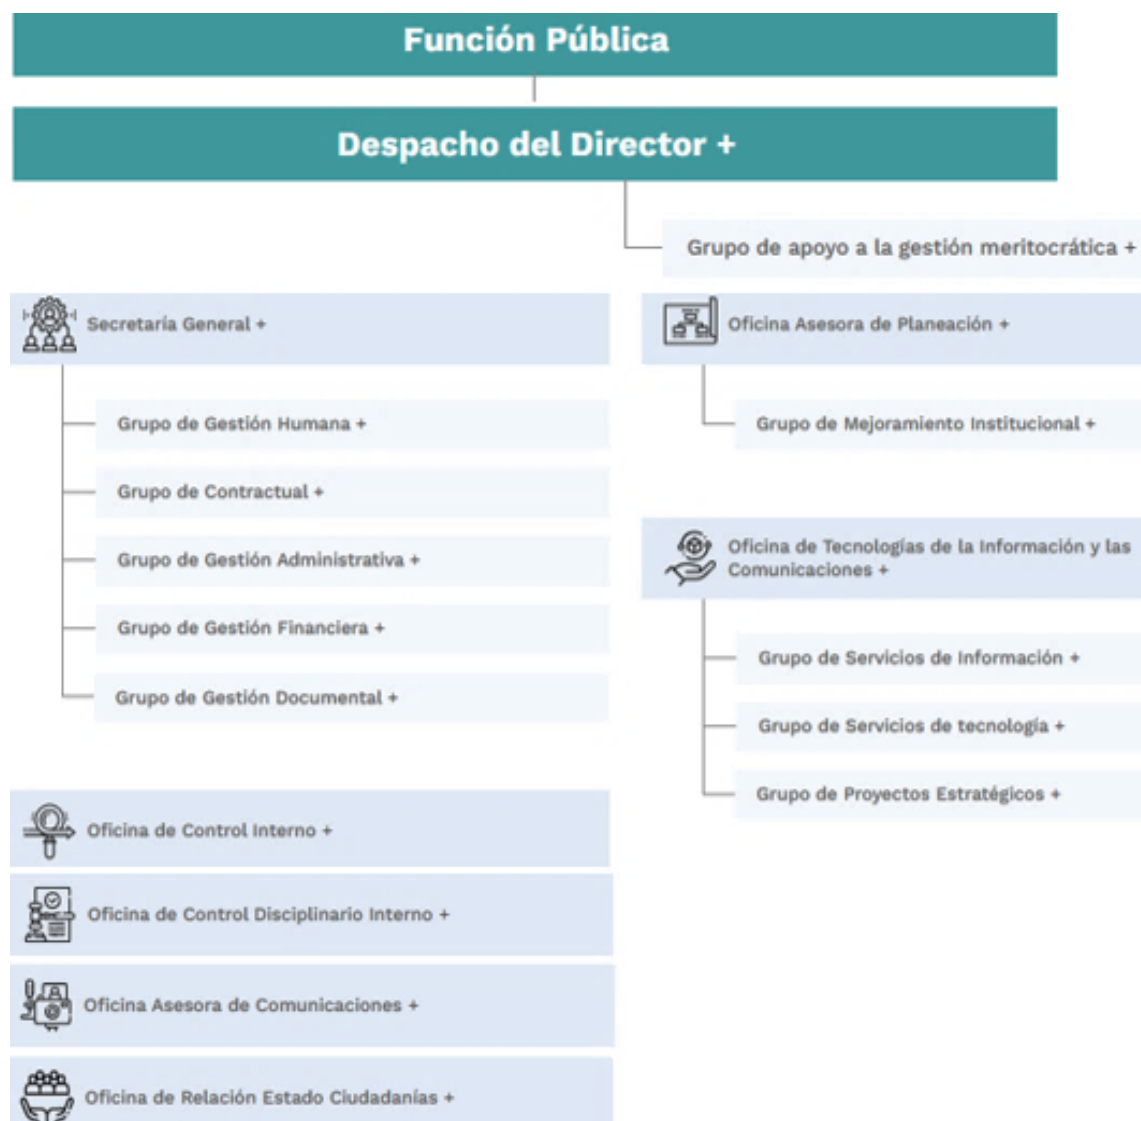 Función Pública
Despacho del Director +
Grupo de apoyo a la gestión meritocrática +
Secretaría General +
Grupo de Gestión Humana +
Grupo de Contractual +
Grupo de Gestión Administrativa +
Grupo de Gestión Financiera +
Grupo de Gestión Documental +
Oficina Asesora de Planeación +
Grupo de Mejoramiento Institucional +
Oficina de Tecnologías de la Información y las
Comunicaciones +
Grupo de Servicios de Información +
Grupo de Servicios de tecnología +
Grupo de Proyectos Estratégicos +
Oficina de Control Interno +
Oficina de Control Disciplinario Interno +
Oficina Asesora de Comunicaciones +
Oficina de Relación Estado Ciudadanías +